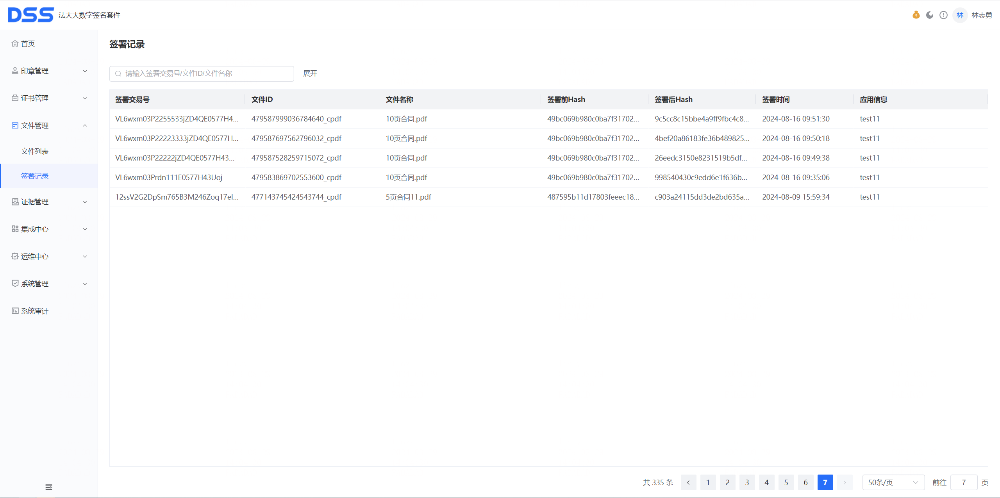 DSS 法大大数字签名套件
林 林志勇
首页
印章管理
证书管理
文件管理
文件列表
签署记录
证据管理
集成中心
运维中心
系统管理
系统审计
签署记录
请输入签署交易号/文件ID/文件名称 展开
签署交易号 文件ID 文件名称 签署前Hash 签署后Hash 签署时间 应用信息
VL6wxm03P2255533jZD4QE0577H4... 479587999036784640_cpdf 10页合同.pdf 49bc069b980c0ba7f31702... 9c5cc8c15bbe4a9ff9fbc4c8... 2024-08-16 09:51:30 test11
VL6wxm03P22223333jZD4QE0577H... 479587697562796032_cpdf 10页合同.pdf 49bc069b980c0ba7f31702... 4bef20a86183fe36b489825... 2024-08-16 09:50:18 test11
VL6wxm03P22222jZD4QE0577H43... 479587528259715072_cpdf 10页合同.pdf 49bc069b980c0ba7f31702... 26eedc3150e8231519b5df... 2024-08-16 09:49:38 test11
VL6wxm03Prdn111E0577H43Uoj 479583869702553600_cpdf 10页合同.pdf 49bc069b980c0ba7f31702... 998540430c9edd6e1f636b... 2024-08-16 09:35:06 test11
12ssV2G2DpSm765B3M246Zoq17el... 477143745424543744_cpdf 5页合同11.pdf 487595b11d17803feeec18... c903a24115dd3de2bd635a... 2024-08-09 15:59:34 test11
共 335 条 1 2 3 4 5 6 7 50条/页 前往 7 页